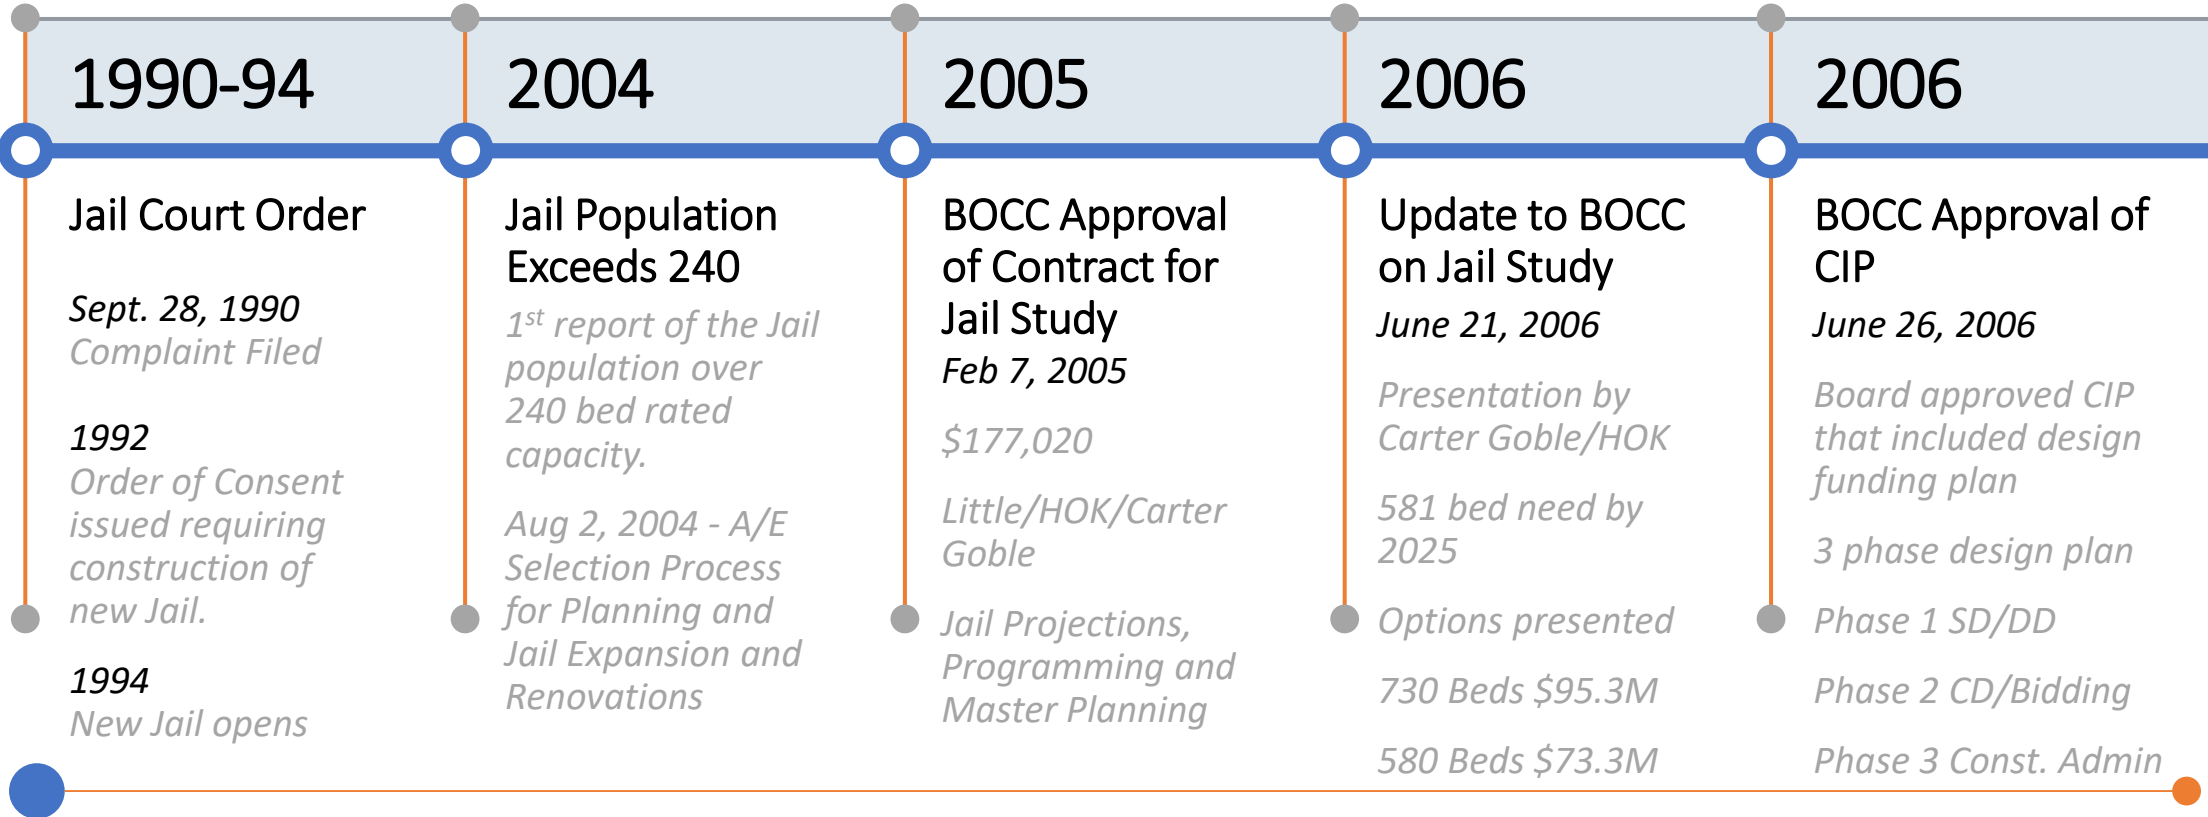 1990-94
Jail Court Order
Sept. 28, 1990
Complaint Filed
1992
Order of Consent
issued requiring
construction of
new Jail.
1994
New Jail opens
2004
Jail Population
Exceeds 240
1st report of the Jail
population over
240 bed rated
capacity.
Aug 2, 2004 - A/E
Selection Process
for Planning and
Jail Expansion and
Renovations
2005
BOCC Approval
of Contract for
Jail Study
Feb 7, 2005
$177,020
Little/HOK/Carter
Goble
Jail Projections,
Programming and
Master Planning
2006
Update to BOCC
on Jail Study
June 21, 2006
Presentation by
Carter Goble/HOK
581 bed need by
2025
Options presented
730 Beds $95.3M
580 Beds $73.3M
2006
BOCC Approval of
CIP
June 26, 2006
Board approved CIP
that included design
funding plan
3 phase design plan
Phase 1 SD/DD
Phase 2 CD/Bidding
Phase 3 Const. Admin